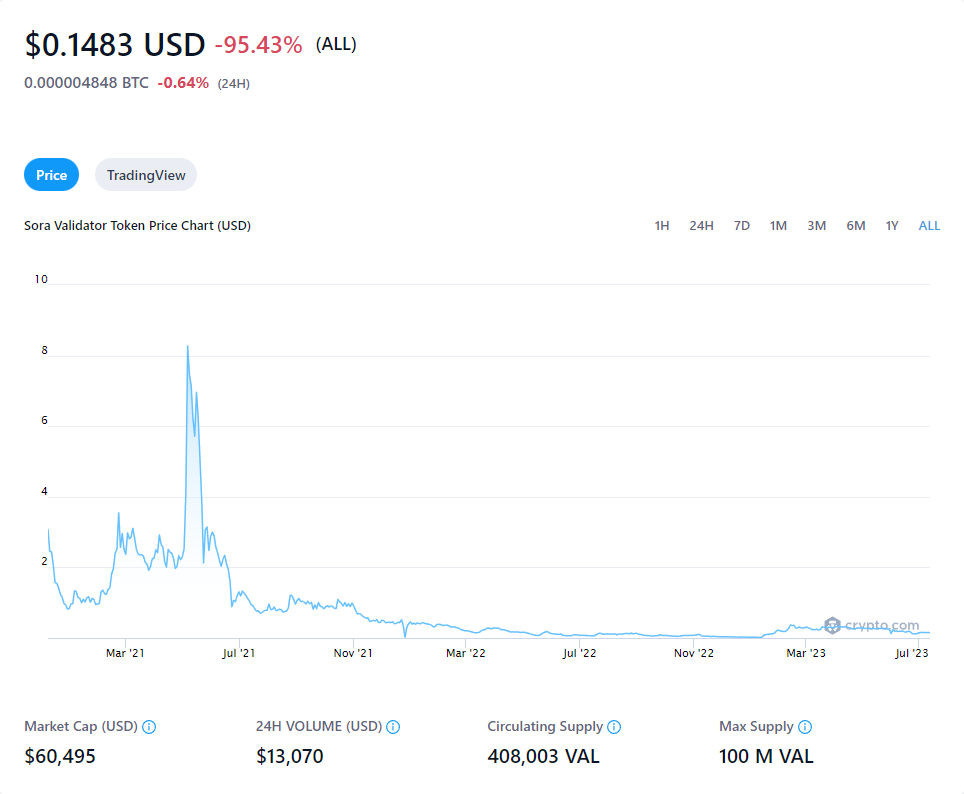 $0.1483 USD -95.43% (ALL)
0.000004848 BTC -0.64% (24H)
Price TradingView
Sora Validator Token Price Chart (USD) 1H 24H 7D 1M 3M 6M 1Y ALL
10
8
6
4
2
crypto.com
Mar '21 Jul '21 Nov '21 Mar '22 Jul '22 Nov '22 Mar '23 Jul '23
Market Cap (USD) 24H VOLUME (USD) Circulating Supply Max Supply
$60,495 $13,070 408,003 VAL 100 M VAL